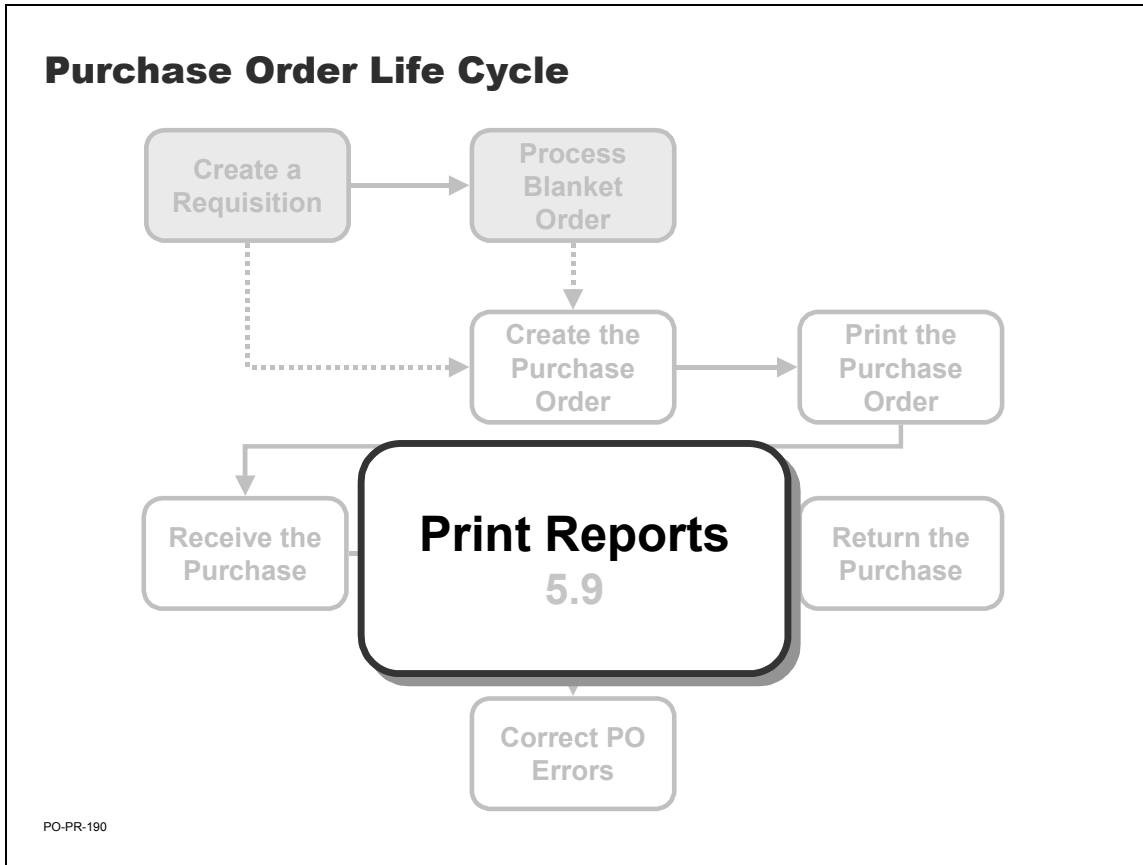 Purchase Order Life Cycle
Create a
Requisition
Process
Blanket
Order
Create the
Purchase
Order
Print the
Purchase
Order
Receive the
Purchase
Print Reports
5.9
Return the
Purchase
Correct PO
Errors
PO-PR-190